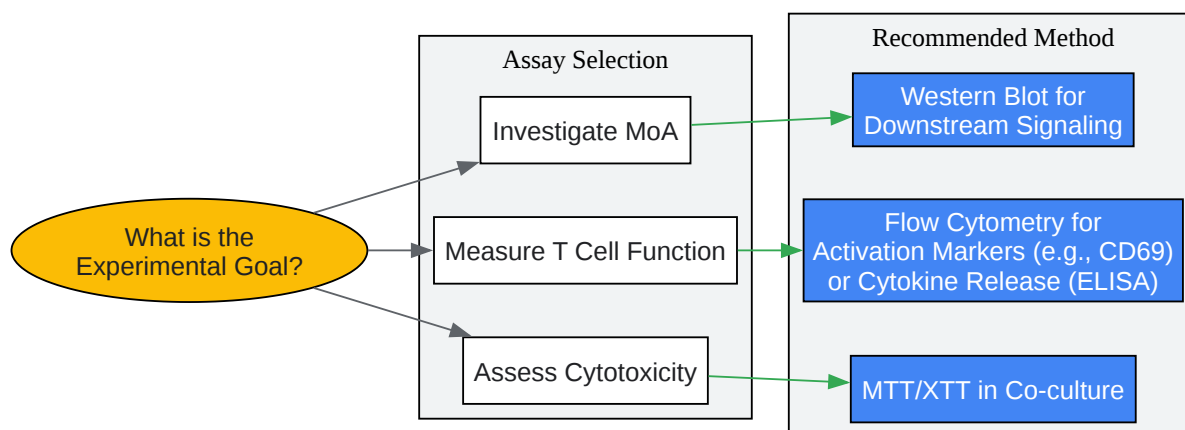 What is the
Experimental Goal?
Assay Selection
Investigate MoA
Measure T Cell Function
Assess Cytotoxicity
Recommended Method
Western Blot for
Downstream Signaling
Flow Cytometry for
Activation Markers (e.g., CD69)
or Cytokine Release (ELISA)
MTT/XTT in Co-culture